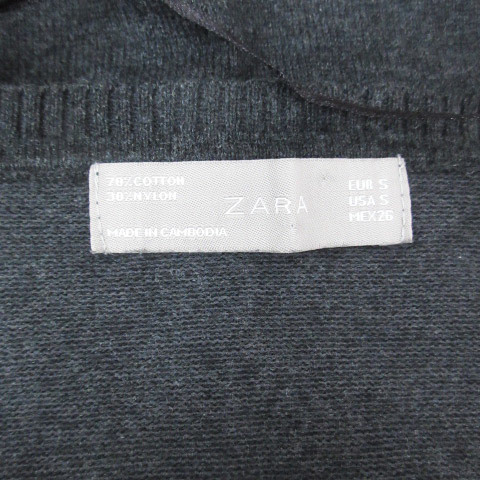 70% COTTON
30% NYLON
MADE IN CAMBODIA
ZARA
EUR S
USA S
MEX 26